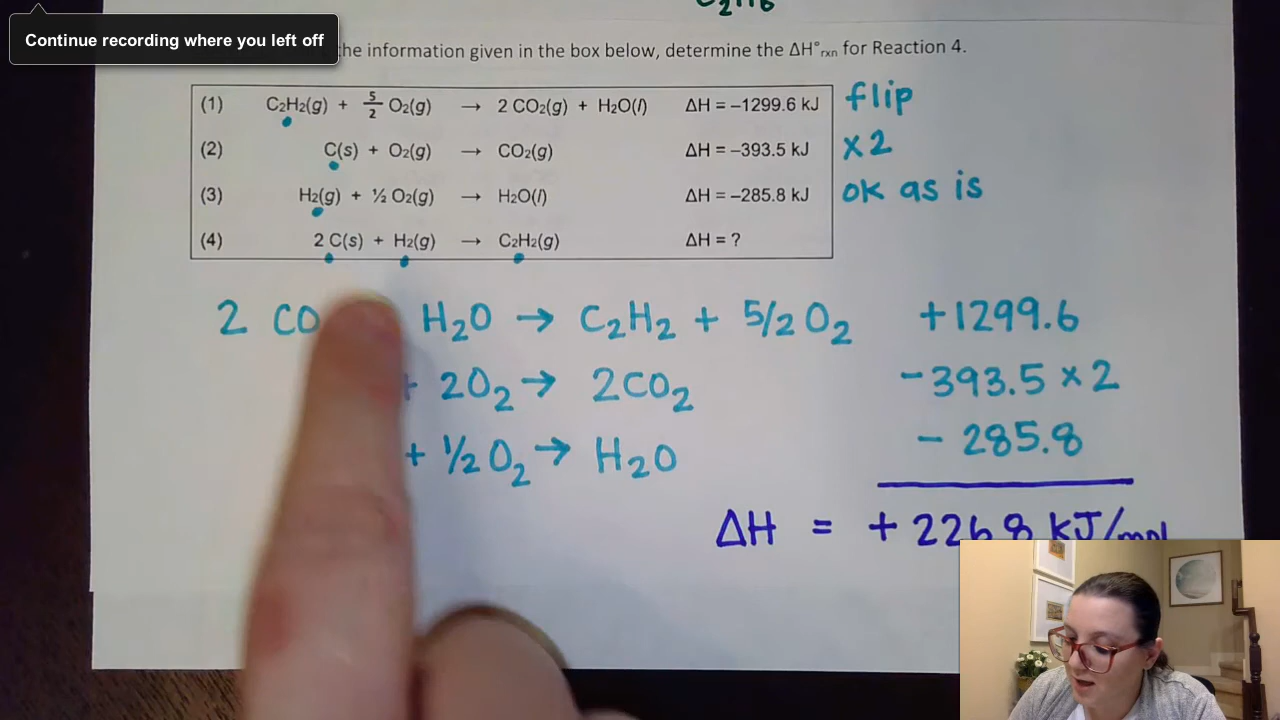 C₂H₆
Continue recording where you left off
the information given in the box below, determine the ΔH°rxn for Reaction 4.
(1) C₂H₂(g) + 5/2 O₂(g) → 2 CO₂(g) + H₂O(l) ΔH = –1299.6 kJ flip
(2) C(s) + O₂(g) → CO₂(g) ΔH = –393.5 kJ x2
(3) H₂(g) + ½ O₂(g) → H₂O(l) ΔH = –285.8 kJ ok as is
(4) 2 C(s) + H₂(g) → C₂H₂(g) ΔH = ?
2 CO H₂O → C₂H₂ + 5/2 O₂ +1299.6
+ 2O₂ → 2CO₂ -393.5 x2
+ ½ O₂ → H₂O - 285.8
ΔH = + 226.8 kJ/mol